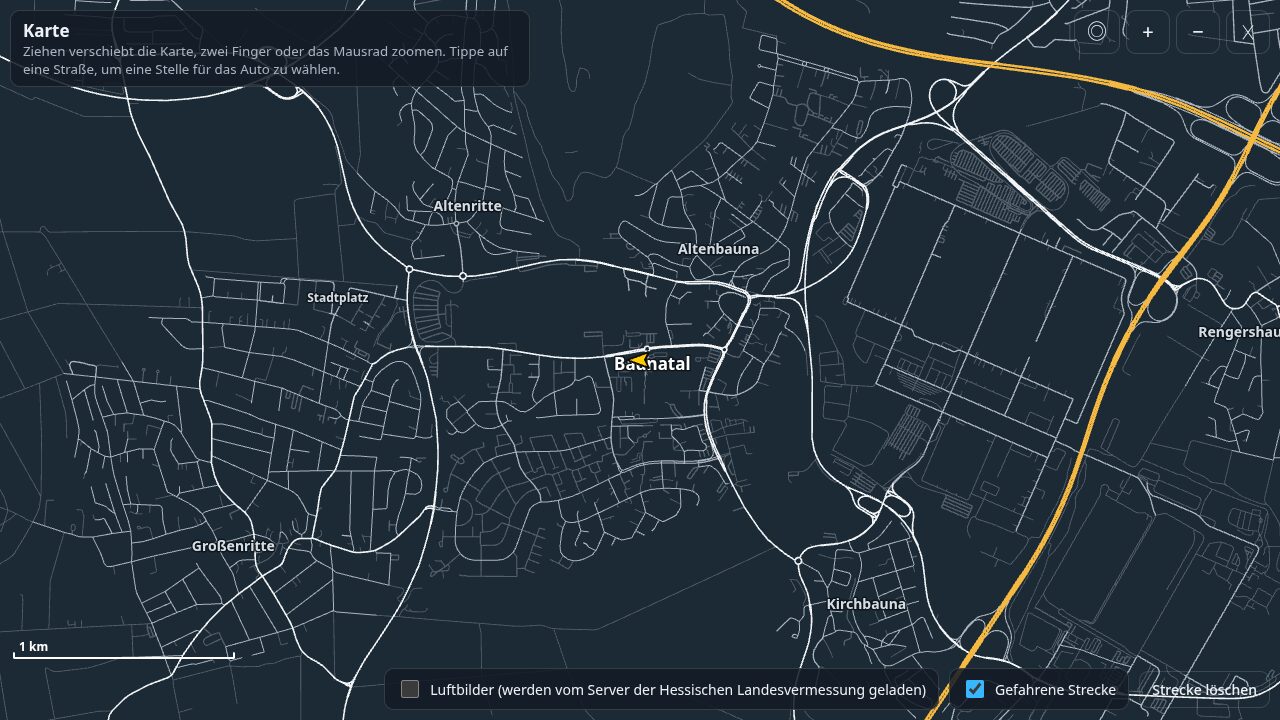 Karte
Ziehen verschiebt die Karte, zwei Finger oder das Mausrad zoomen. Tippe auf
eine Straße, um eine Stelle für das Auto zu wählen.
+
−
X
Altenritte
Altenbauna
Stadtplatz
Rengershau
Baunatal
Großenritte
Kirchbauna
1 km
Luftbilder (werden vom Server der Hessischen Landesvermessung geladen)
Gefahrene Strecke
Strecke löschen